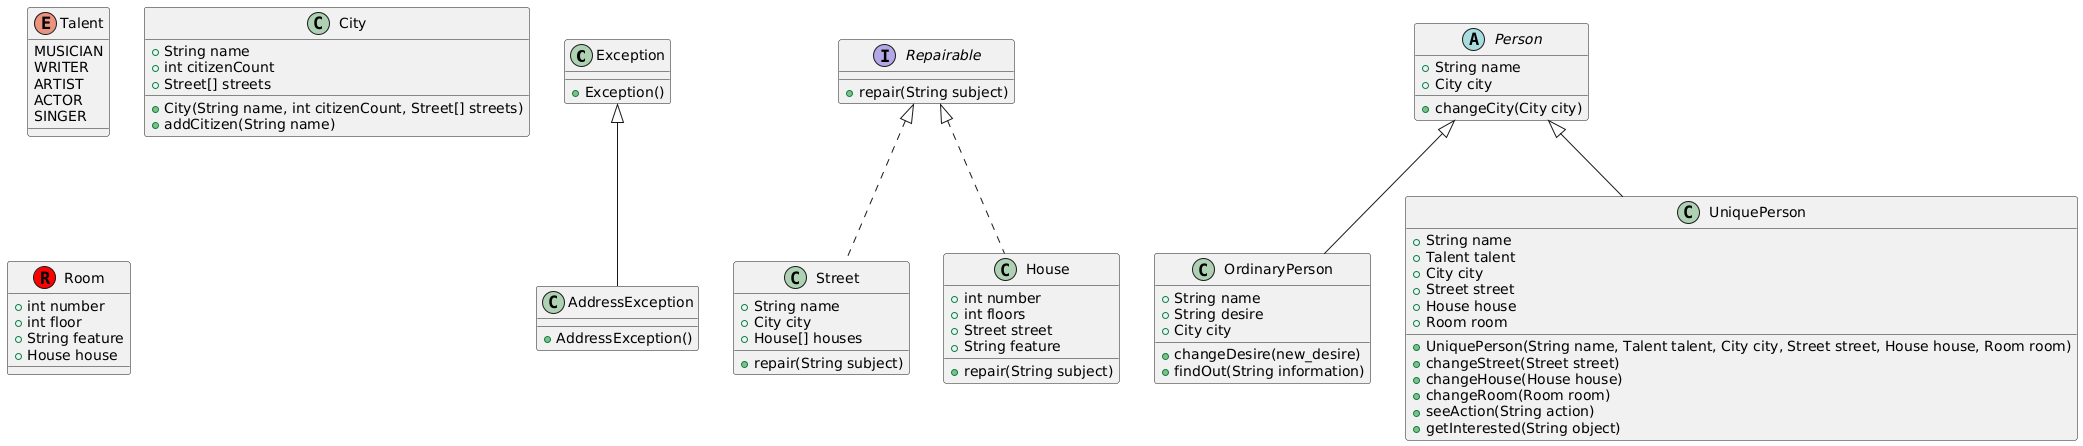 E Talent
MUSICIAN
WRITER
ARTIST
ACTOR
SINGER
C City
String name
int citizenCount
Street[] streets
City(String name, int citizenCount, Street[] streets)
addCitizen(String name)
C Exception
Exception()
I Repairable
repair(String subject)
A Person
String name
City city
changeCity(City city)
R Room
int number
int floor
String feature
House house
C AddressException
AddressException()
C Street
String name
City city
House[] houses
repair(String subject)
C House
int number
int floors
Street street
String feature
repair(String subject)
C OrdinaryPerson
String name
String desire
City city
changeDesire(new_desire)
findOut(String information)
C UniquePerson
String name
Talent talent
City city
Street street
House house
Room room
UniquePerson(String name, Talent talent, City city, Street street, House house, Room room)
changeStreet(Street street)
changeHouse(House house)
changeRoom(Room room)
seeAction(String action)
getInterested(String object)